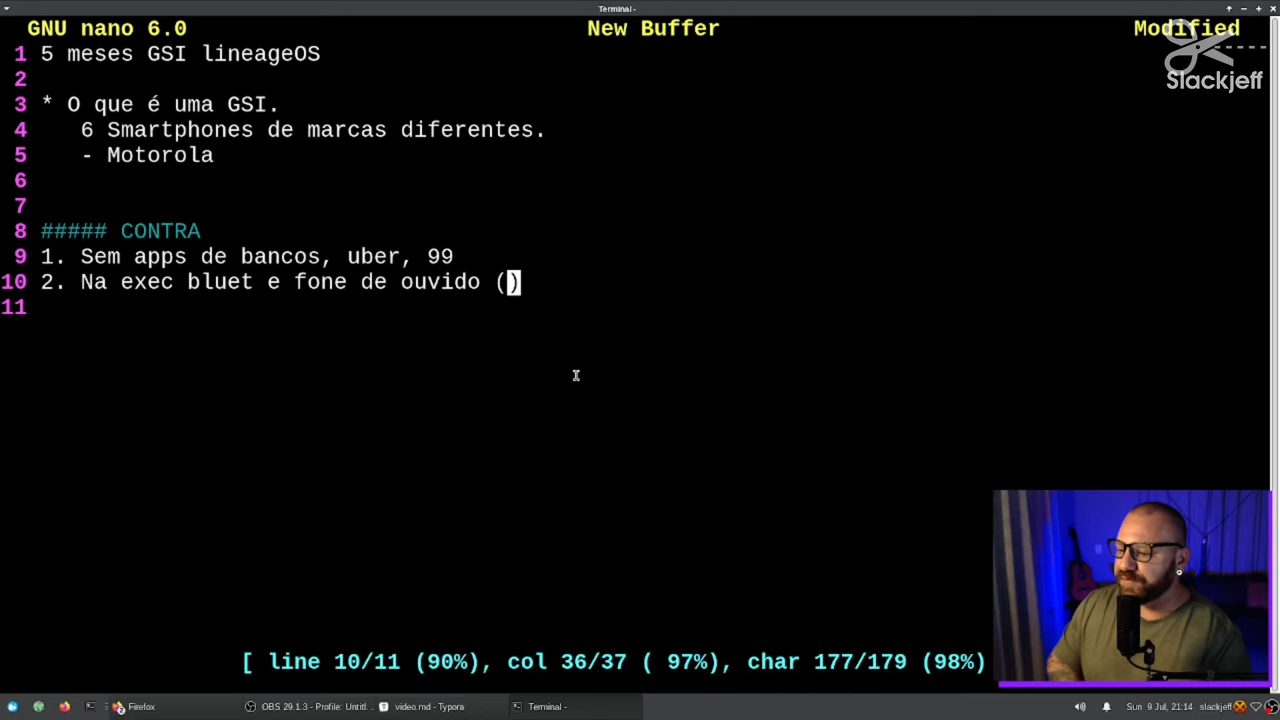 Terminal -
GNU nano 6.0 New Buffer Modified
1 5 meses GSI lineageOS
2
3 * O que é uma GSI.
4 6 Smartphones de marcas diferentes.
5 - Motorola
6
7
8 ##### CONTRA
9 1. Sem apps de bancos, uber, 99
10 2. Na exec bluet e fone de ouvido ()
11
Slackjeff
[ line 10/11 (90%), col 36/37 ( 97%), char 177/179 (98%)
Firefox OBS 29.1.3 - Profile: Untitl... video.md - Typora Terminal - Sun 9 Jul, 21:14 slackjeff